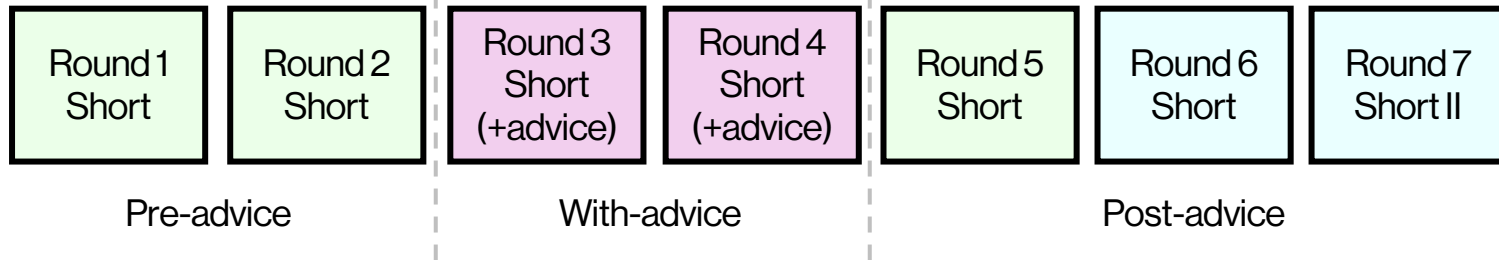 Round 1
Short
Round 2
Short
Round 3
Short
(+advice)
Round 4
Short
(+advice)
Round 5
Short
Round 6
Short
Round 7
Short II
Pre-advice
With-advice
Post-advice